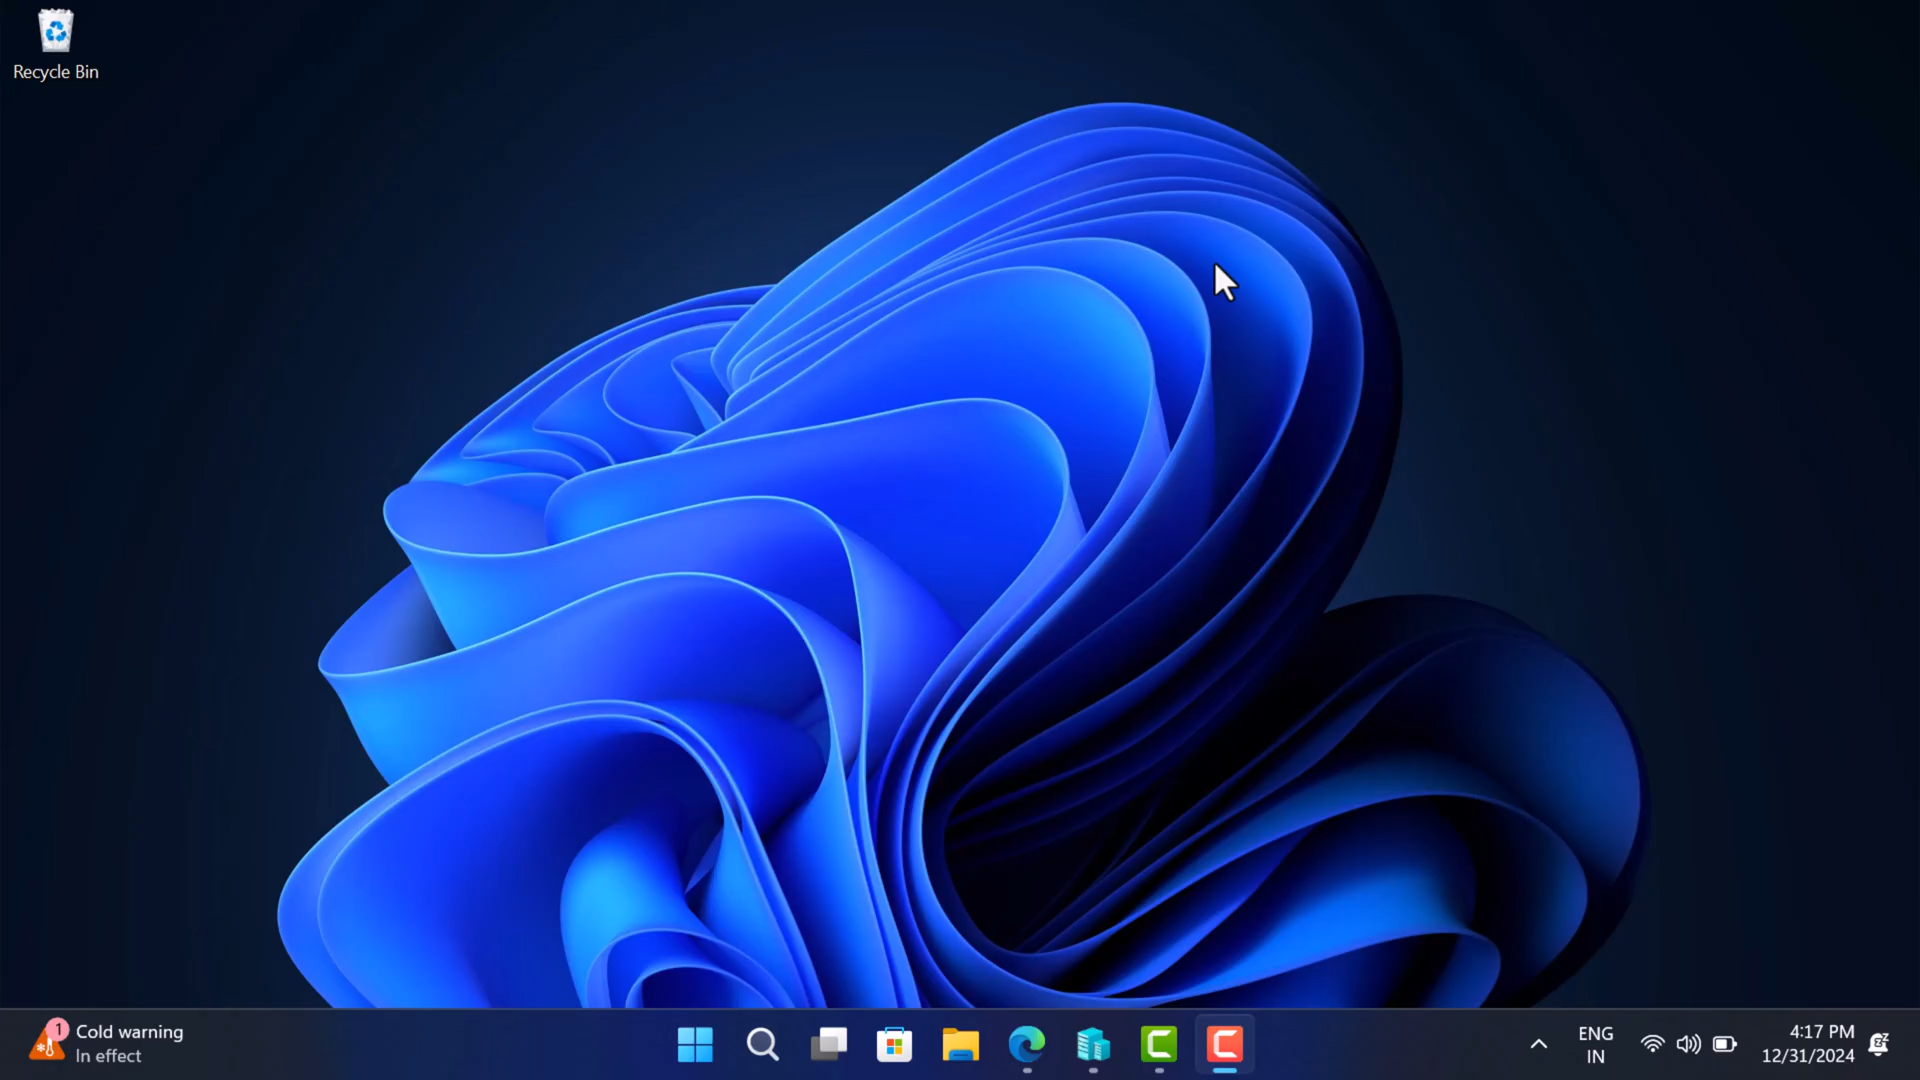 Recycle Bin
1
Cold warning
In effect
ENG
IN
4:17 PM
12/31/2024